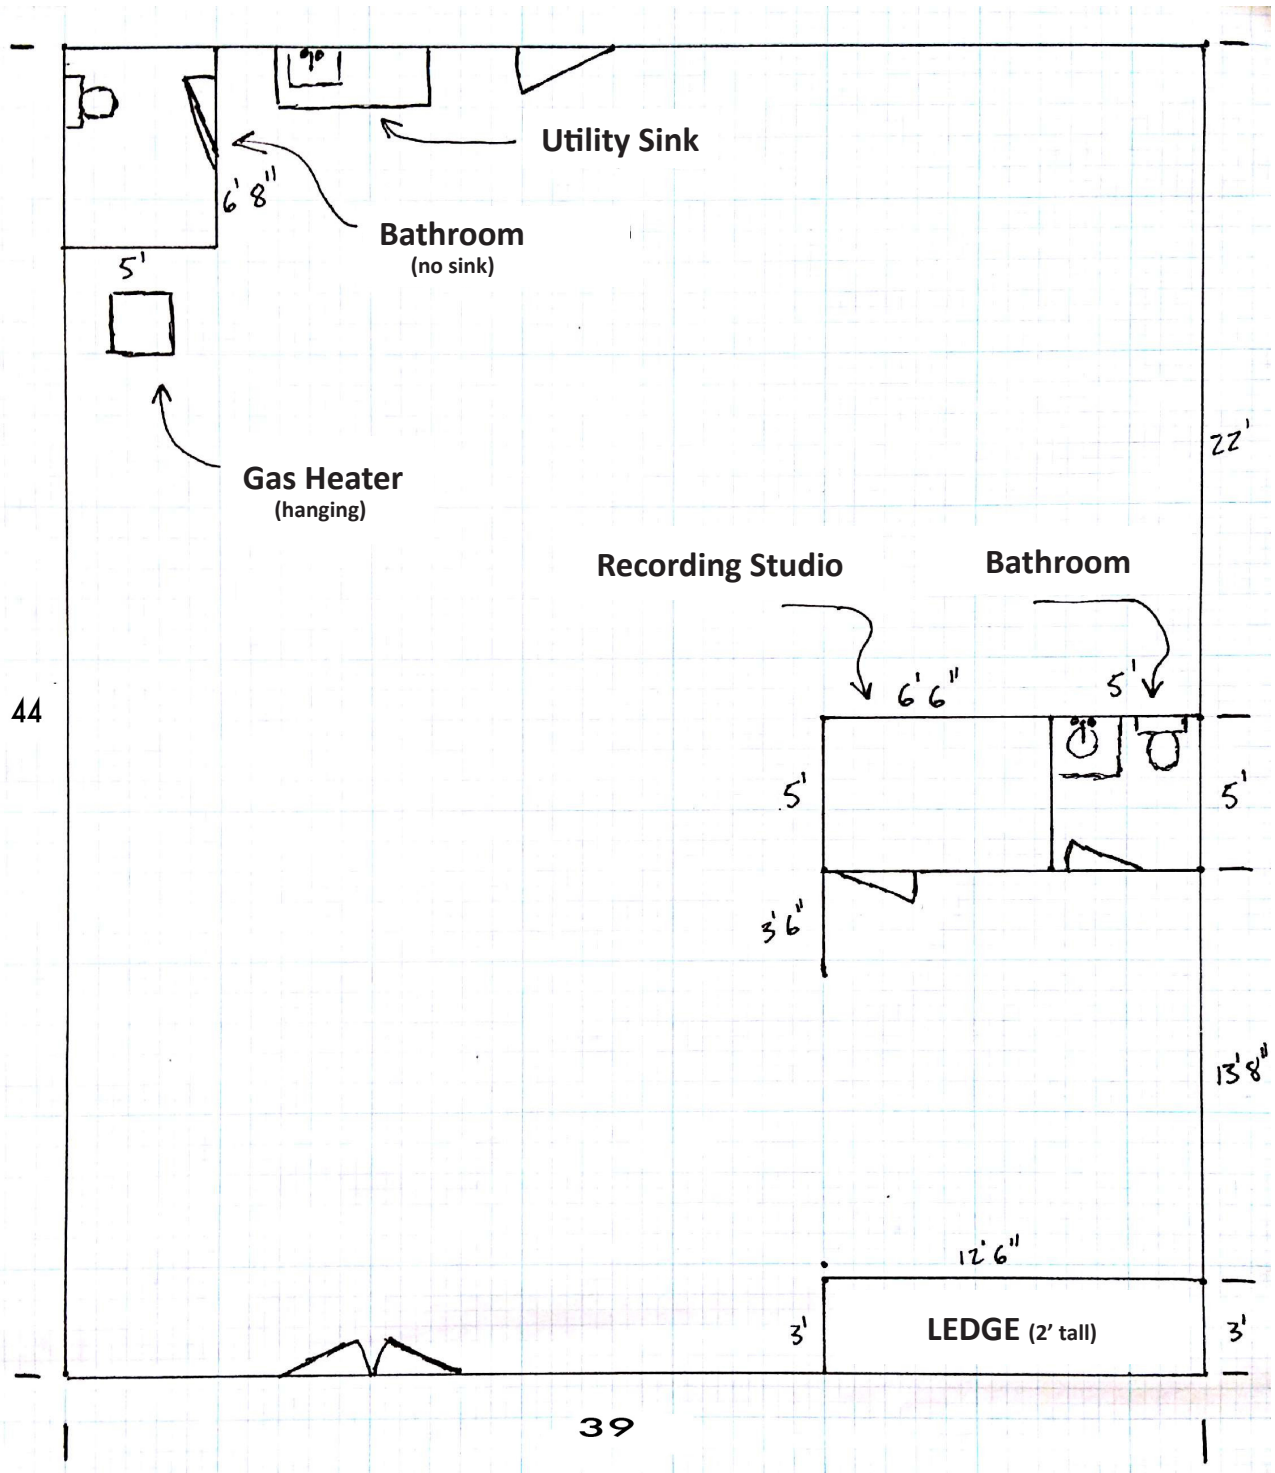 Utility Sink
6' 8"
Bathroom
(no sink)
5'
22'
Gas Heater
(hanging)
Recording Studio
Bathroom
6' 6"
5'
44
5'
5'
3' 6"
13' 8"
12' 6"
3'
LEDGE (2' tall)
3'
39